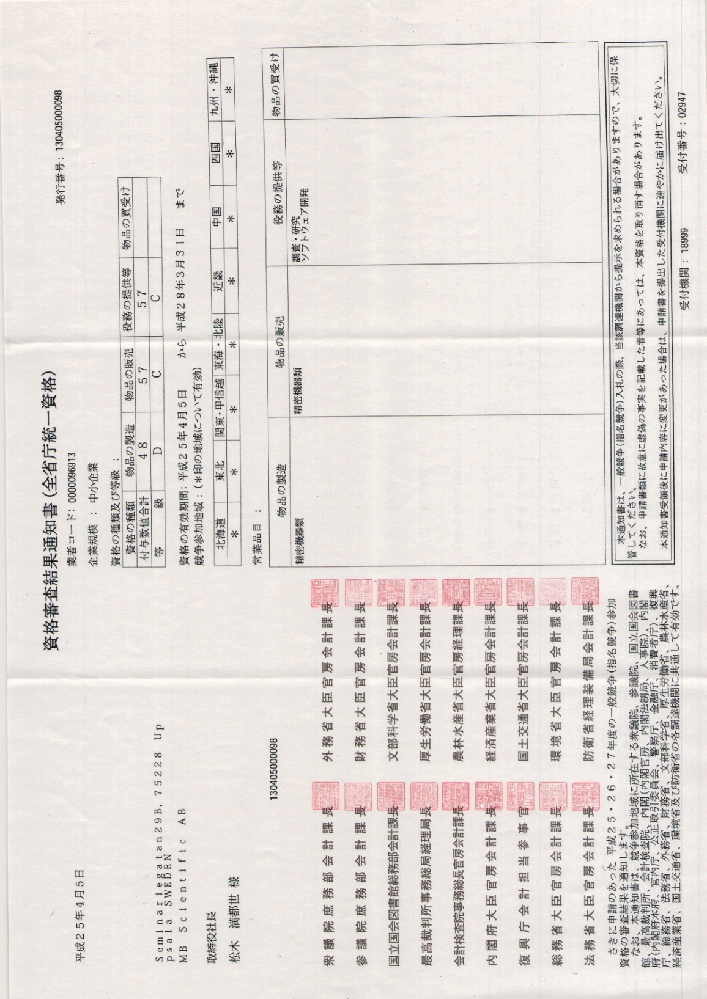 資格審査結果通知書(全省庁統一資格)
発行番号：130405000098
平成25年4月5日
Seminariegatan29B, 75228 Up
psala SWEDEN
MB Scientific AB
取締役社長
松木 満都世 様
130405000098
衆議院庶務部会計課長
参議院庶務部会計課長
国立国会図書館総務部会計課長
最高裁判所事務総局経理局長
会計検査院事務総長官房会計課長
内閣府大臣官房会計課長
復興庁会計担当参事官
総務省大臣官房会計課長
法務省大臣官房会計課長
外務省大臣官房会計課長
財務省大臣官房会計課長
文部科学省大臣官房会計課長
厚生労働省大臣官房会計課長
農林水産省大臣官房経理課長
経済産業省大臣官房会計課長
国土交通省大臣官房会計課長
環境省大臣官房会計課長
防衛省経理装備局会計課長
さきに申請のあった 平成25・26・27年度の一般競争(指名競争)参加
資格の審査結果を通知します。
なお、本通知書は、競争参加地域に所在する衆議院、参議院、国立国会図書
館、最高裁判所、会計検査院、内閣(内閣官房、内閣法制局、人事院)、内閣
府(内閣府本府、宮内庁、公正取引委員会、警察庁、金融庁、消費者庁)、復興
庁、総務省、法務省、外務省、財務省、文部科学省、厚生労働省、農林水産省、
経済産業省、国土交通省、環境省及び防衛省の各調達機関に共通して有効です。
業者コード：0000096913
企業規模 ：中小企業
資格の種類及び等級 ：
資格の種類 物品の製造 物品の販売 役務の提供等 物品の買受け
付与数値合計 48 57 57
等 級 D C C
資格の有効期間：平成25年4月5日 から 平成28年3月31日 まで
競争参加地域：(＊印の地域について有効)
北海道 東北 関東・甲信越 東海・北陸 近畿 中国 四国 九州・沖縄
＊ ＊ ＊ ＊ ＊ ＊ ＊ ＊
営業品目 ：
物品の製造 物品の販売 役務の提供等 物品の買受け
精密機器類 精密機器類 調査・研究
ソフトウェア開発
本通知書は、一般競争(指名競争)入札の際、当該調達機関から提示を求められる場合がありますので、大切に保
管してください。
なお、申請書類に故意に虚偽の事実を記載した者等にあっては、本資格を取り消す場合があります。
本通知書受領後に申請内容に変更があった場合は、申請書を提出した受付機関に速やかに届け出てください。
受付機関：18999 受付番号：02947